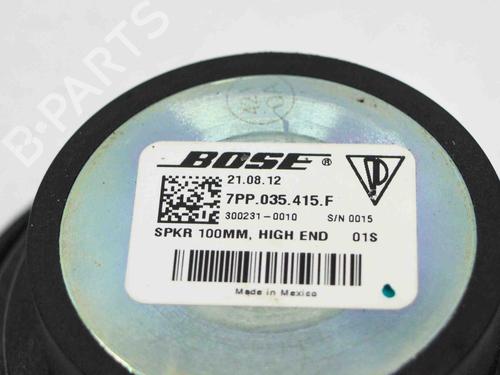 B-PARTS
BOSE®
21.08.12
7PP.035.415.F
300231-0010 S/N 0015
SPKR 100MM, HIGH END 01S
Made in Mexico